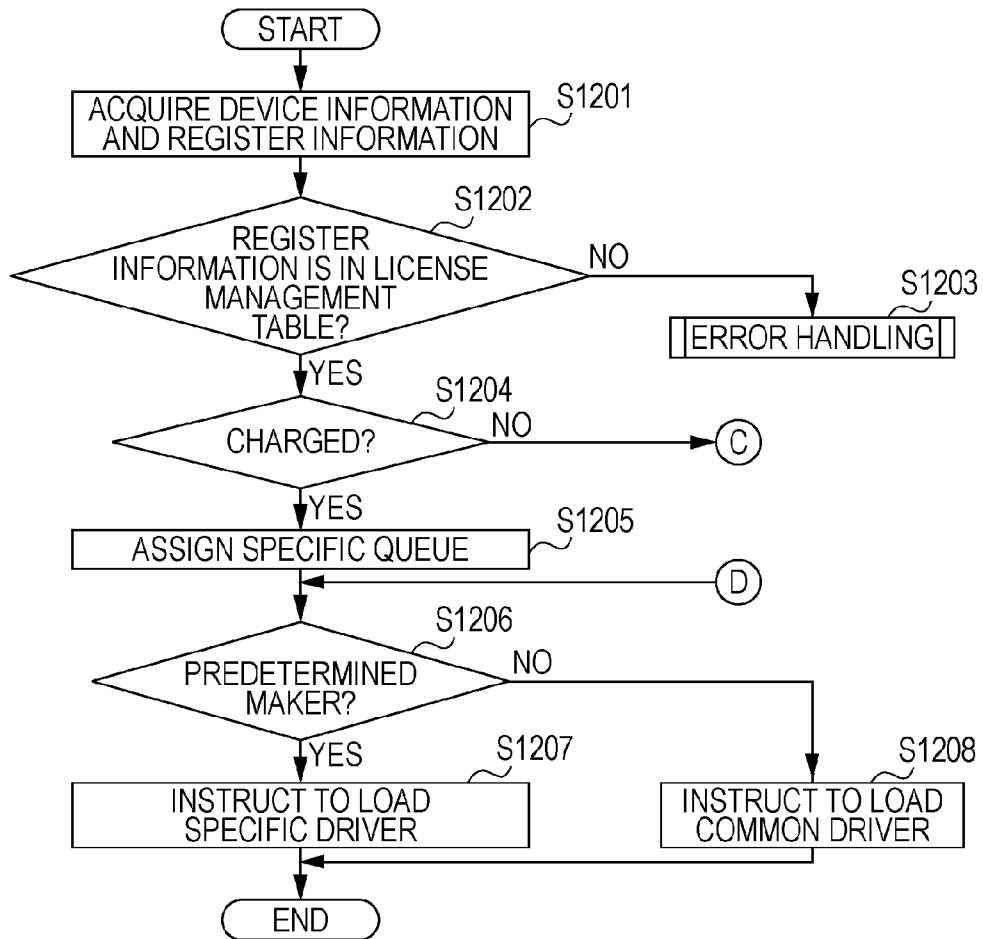 START
S1201
ACQUIRE DEVICE INFORMATION
AND REGISTER INFORMATION
S1202
REGISTER
INFORMATION IS IN LICENSE
MANAGEMENT
TABLE?
NO
S1203
ERROR HANDLING
YES
S1204
CHARGED?
NO
C
YES
S1205
ASSIGN SPECIFIC QUEUE
D
S1206
PREDETERMINED
MAKER?
NO
YES
S1207
INSTRUCT TO LOAD
SPECIFIC DRIVER
S1208
INSTRUCT TO LOAD
COMMON DRIVER
END